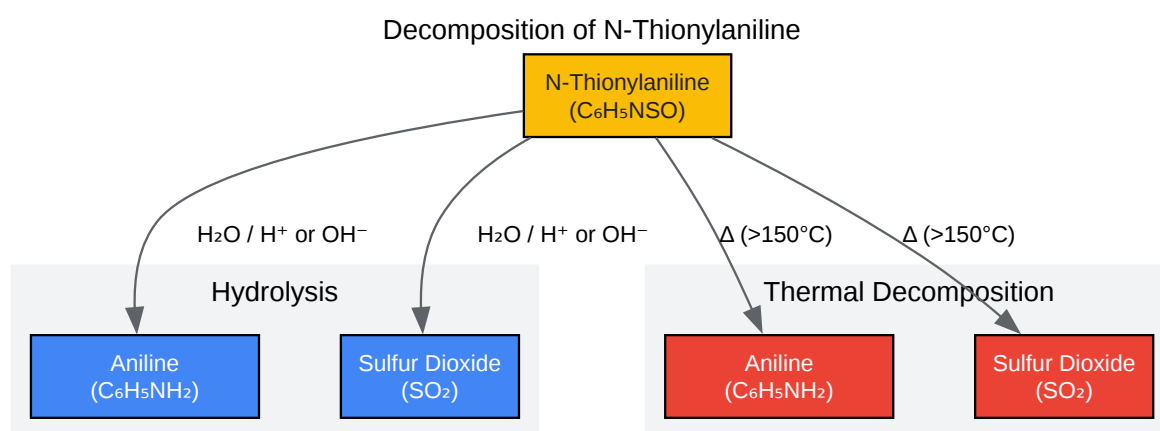 Decomposition of N-Thionylaniline
N-Thionylaniline
(C₆H₅NSO)
H₂O / H⁺ or OH⁻
H₂O / H⁺ or OH⁻
Δ (>150°C)
Δ (>150°C)
Hydrolysis
Thermal Decomposition
Aniline
(C₆H₅NH₂)
Sulfur Dioxide
(SO₂)
Aniline
(C₆H₅NH₂)
Sulfur Dioxide
(SO₂)